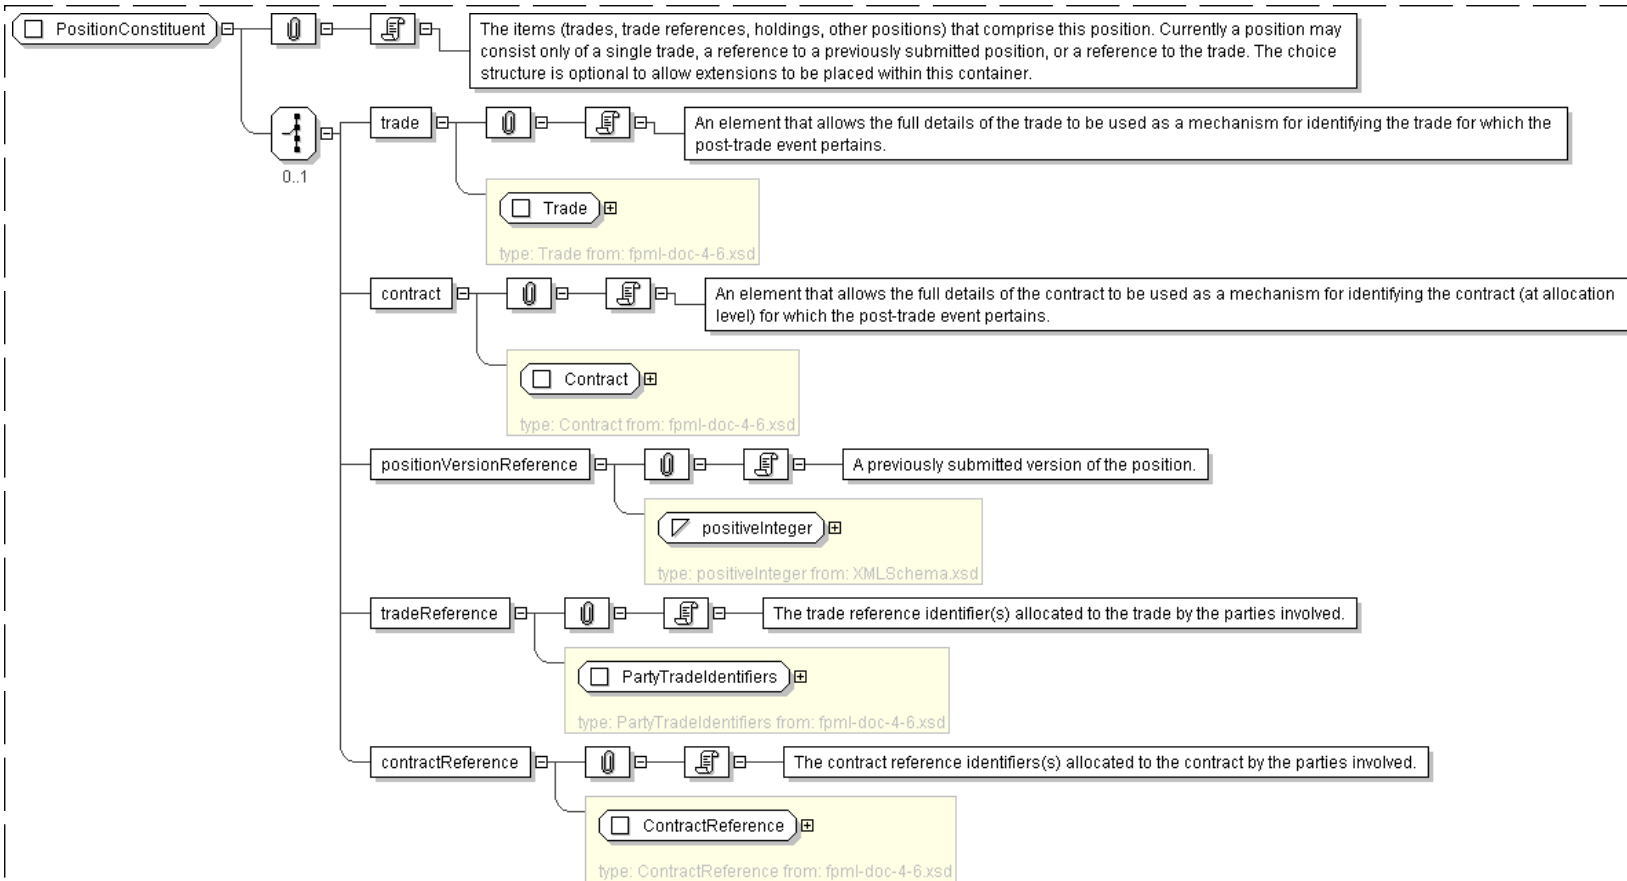 PositionConstituent
The items (trades, trade references, holdings, other positions) that comprise this position. Currently a position may
consist only of a single trade, a reference to a previously submitted position, or a reference to the trade. The choice
structure is optional to allow extensions to be placed within this container.
0..1
trade
An element that allows the full details of the trade to be used as a mechanism for identifying the trade for which the
post-trade event pertains.
Trade
type: Trade from: fpml-doc-4-6.xsd
contract
An element that allows the full details of the contract to be used as a mechanism for identifying the contract (at allocation
level) for which the post-trade event pertains.
Contract
type: Contract from: fpml-doc-4-6.xsd
positionVersionReference
A previously submitted version of the position.
positiveInteger
type: positiveInteger from: XMLSchema.xsd
tradeReference
The trade reference identifier(s) allocated to the trade by the parties involved.
PartyTradeIdentifiers
type: PartyTradeIdentifiers from: fpml-doc-4-6.xsd
contractReference
The contract reference identifiers(s) allocated to the contract by the parties involved.
ContractReference
type: ContractReference from: fpml-doc-4-6.xsd